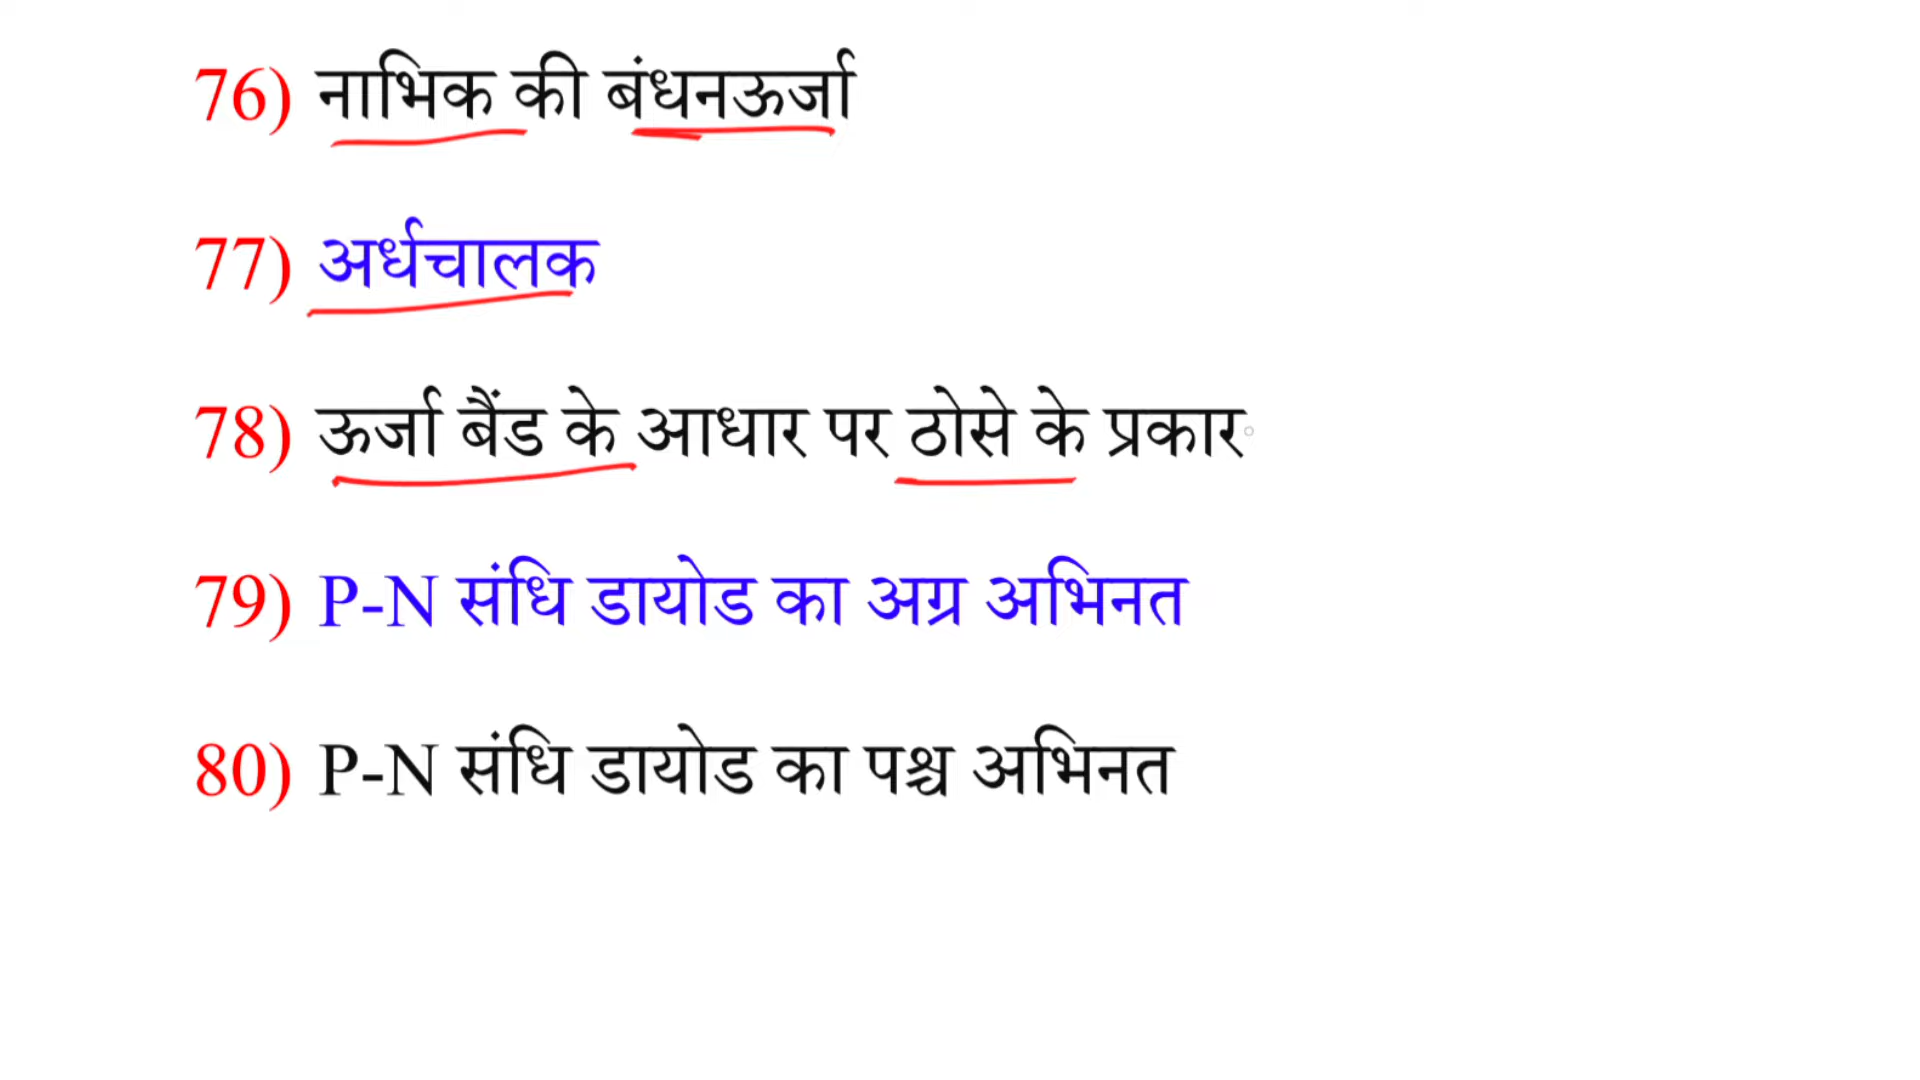 76) नाभिक की बंधनऊर्जा
77) अर्धचालक
78) ऊर्जा बैंड के आधार पर ठोसे के प्रकार
79) P-N संधि डायोड का अग्र अभिनत
80) P-N संधि डायोड का पश्च अभिनत